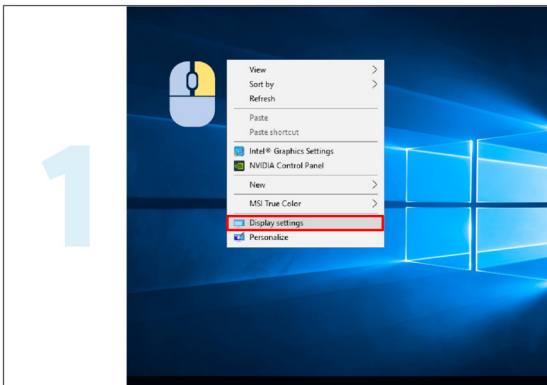 1
View
Sort by
Refresh
Paste
Paste shortcut
Intel® Graphics Settings
NVIDIA Control Panel
New
MSI True Color
Display settings
Personalize